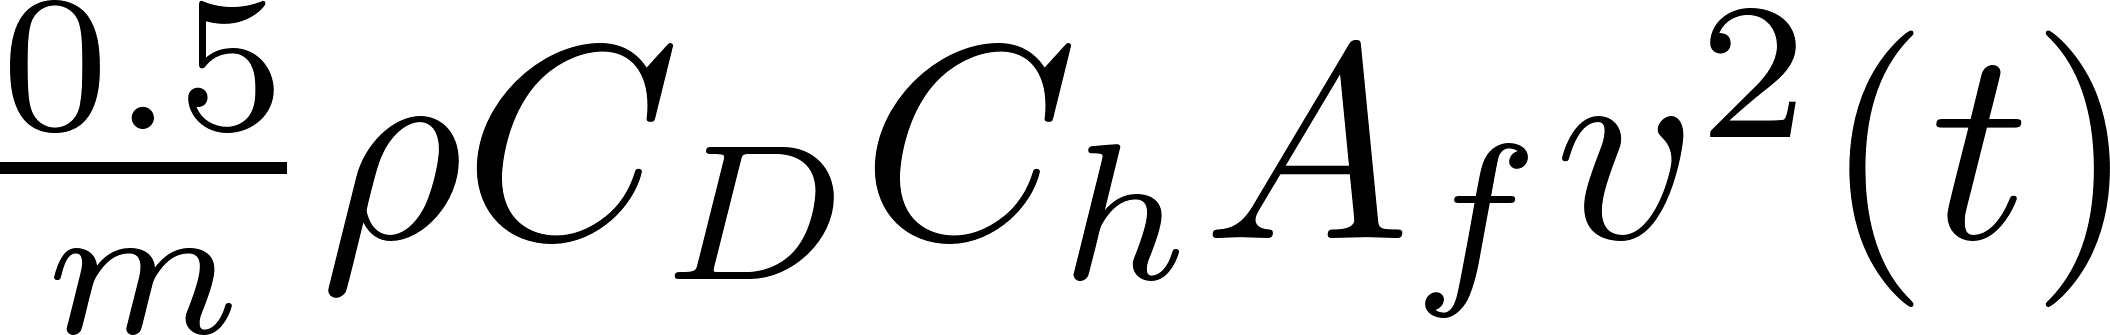 \frac{0.5}{m} \rho C_D C_h A_f v^2(t)